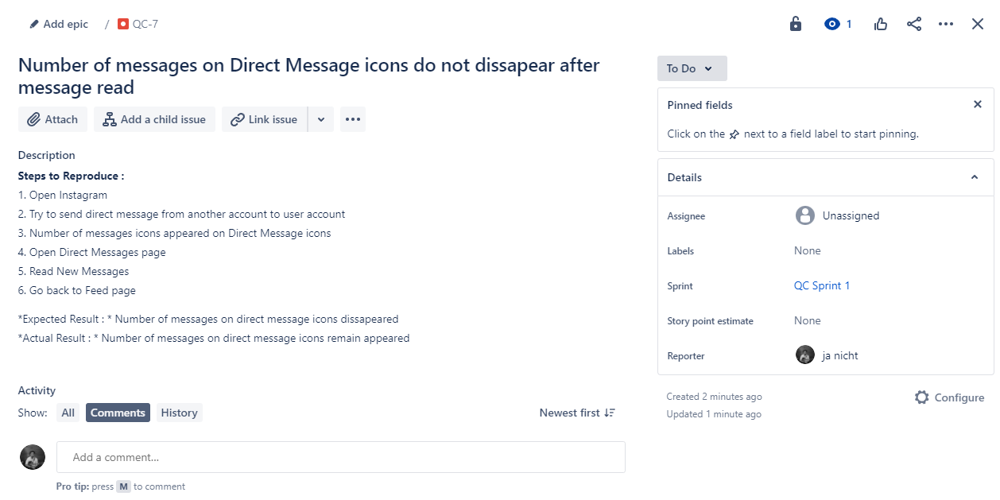 Add epic / QC-7
1
Number of messages on Direct Message icons do not dissapear after
message read
Attach
Add a child issue
Link issue
Description
Steps to Reproduce :
1. Open Instagram
2. Try to send direct message from another account to user account
3. Number of messages icons appeared on Direct Message icons
4. Open Direct Messages page
5. Read New Messages
6. Go back to Feed page
*Expected Result : * Number of messages on direct message icons dissapeared
*Actual Result : * Number of messages on direct message icons remain appeared
Activity
Show: All Comments History
Newest first
Add a comment...
Pro tip: press M to comment
To Do
Pinned fields
Click on the next to a field label to start pinning.
Details
Assignee Unassigned
Labels None
Sprint QC Sprint 1
Story point estimate None
Reporter ja nicht
Created 2 minutes ago
Configure
Updated 1 minute ago